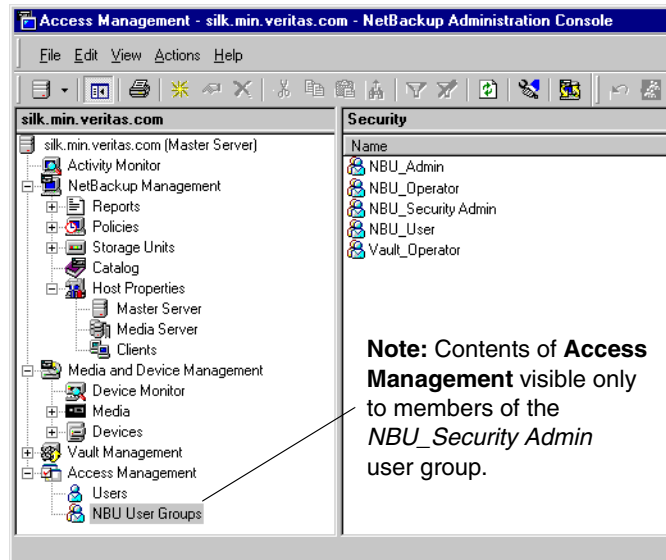 Access Management - silk.min.veritas.com - NetBackup Administration Console
File Edit View Actions Help
silk.min.veritas.com
silk.min.veritas.com (Master Server)
Activity Monitor
NetBackup Management
Reports
Policies
Storage Units
Catalog
Host Properties
Master Server
Media Server
Clients
Media and Device Management
Device Monitor
Media
Devices
Vault Management
Access Management
Users
NBU User Groups
Security
Name
NBU_Admin
NBU_Operator
NBU_Security Admin
NBU_User
Vault_Operator
Note: Contents of Access
Management visible only
to members of the
NBU_Security Admin
user group.